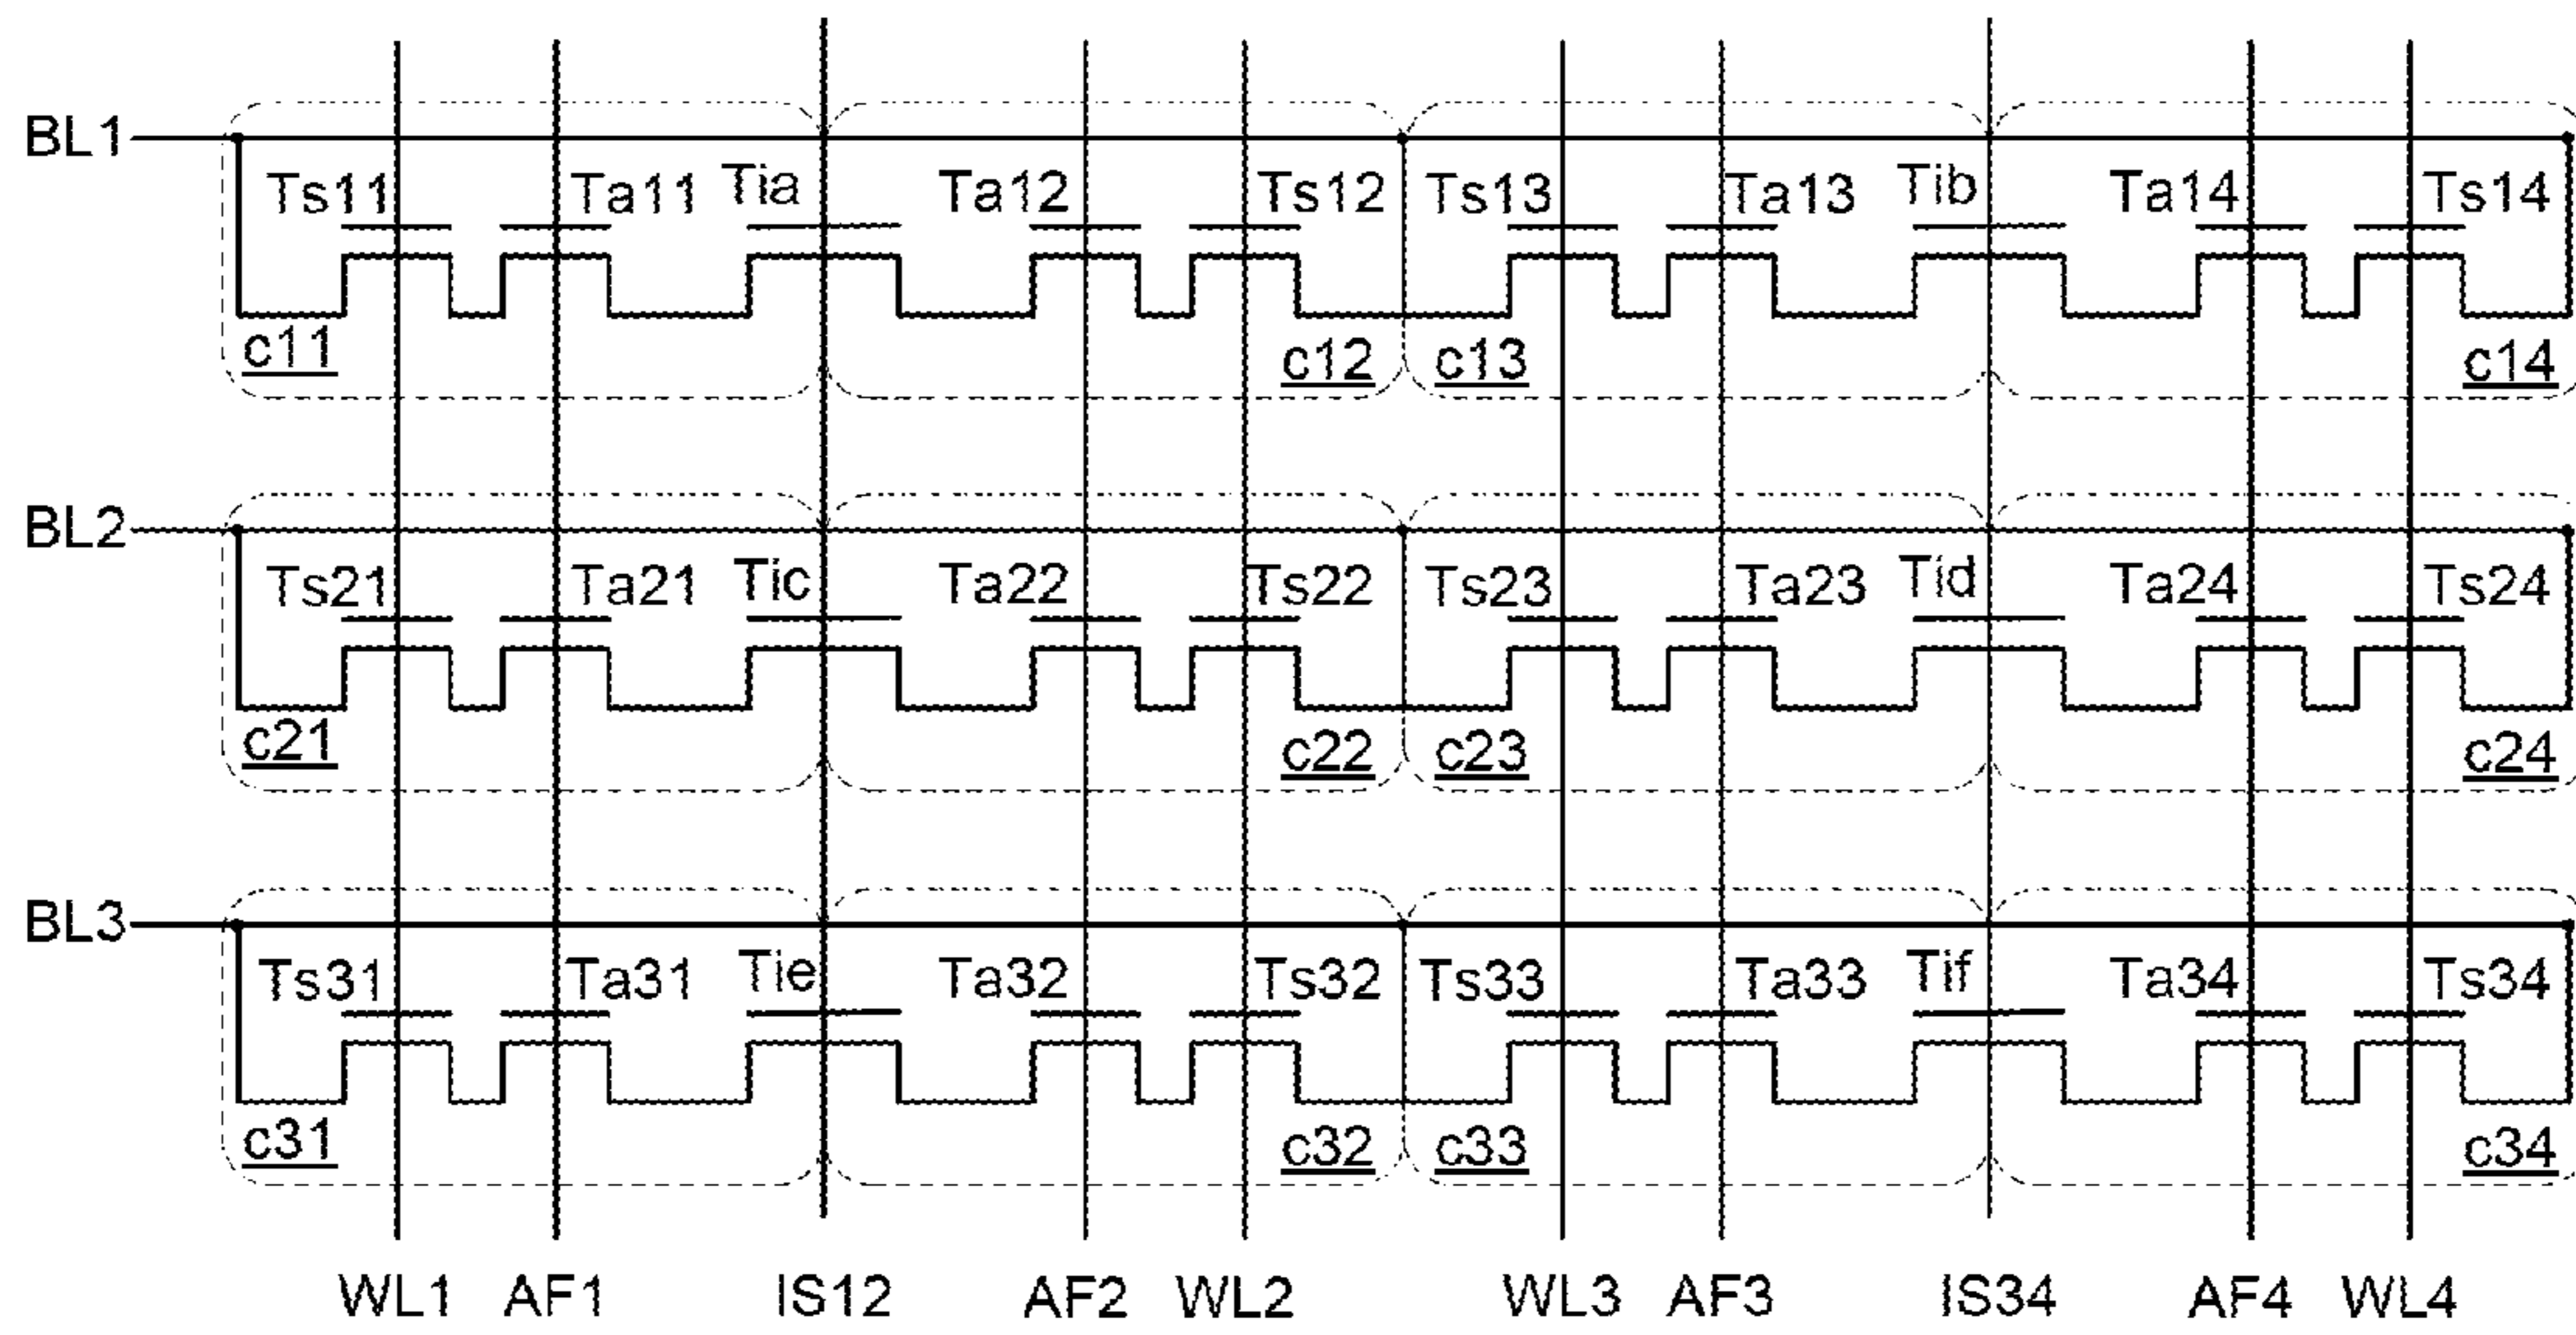 BL1
Ts11 Ta11 Tia Ta12 Ts12 Ts13 Ta13 Tib Ta14 Ts14
c11 c12 c13 c14
BL2
Ts21 Ta21 Tic Ta22 Ts22 Ts23 Ta23 Tid Ta24 Ts24
c21 c22 c23 c24
BL3
Ts31 Ta31 Tie Ta32 Ts32 Ts33 Ta33 Tif Ta34 Ts34
c31 c32 c33 c34
WL1 AF1 IS12 AF2 WL2 WL3 AF3 IS34 AF4 WL4